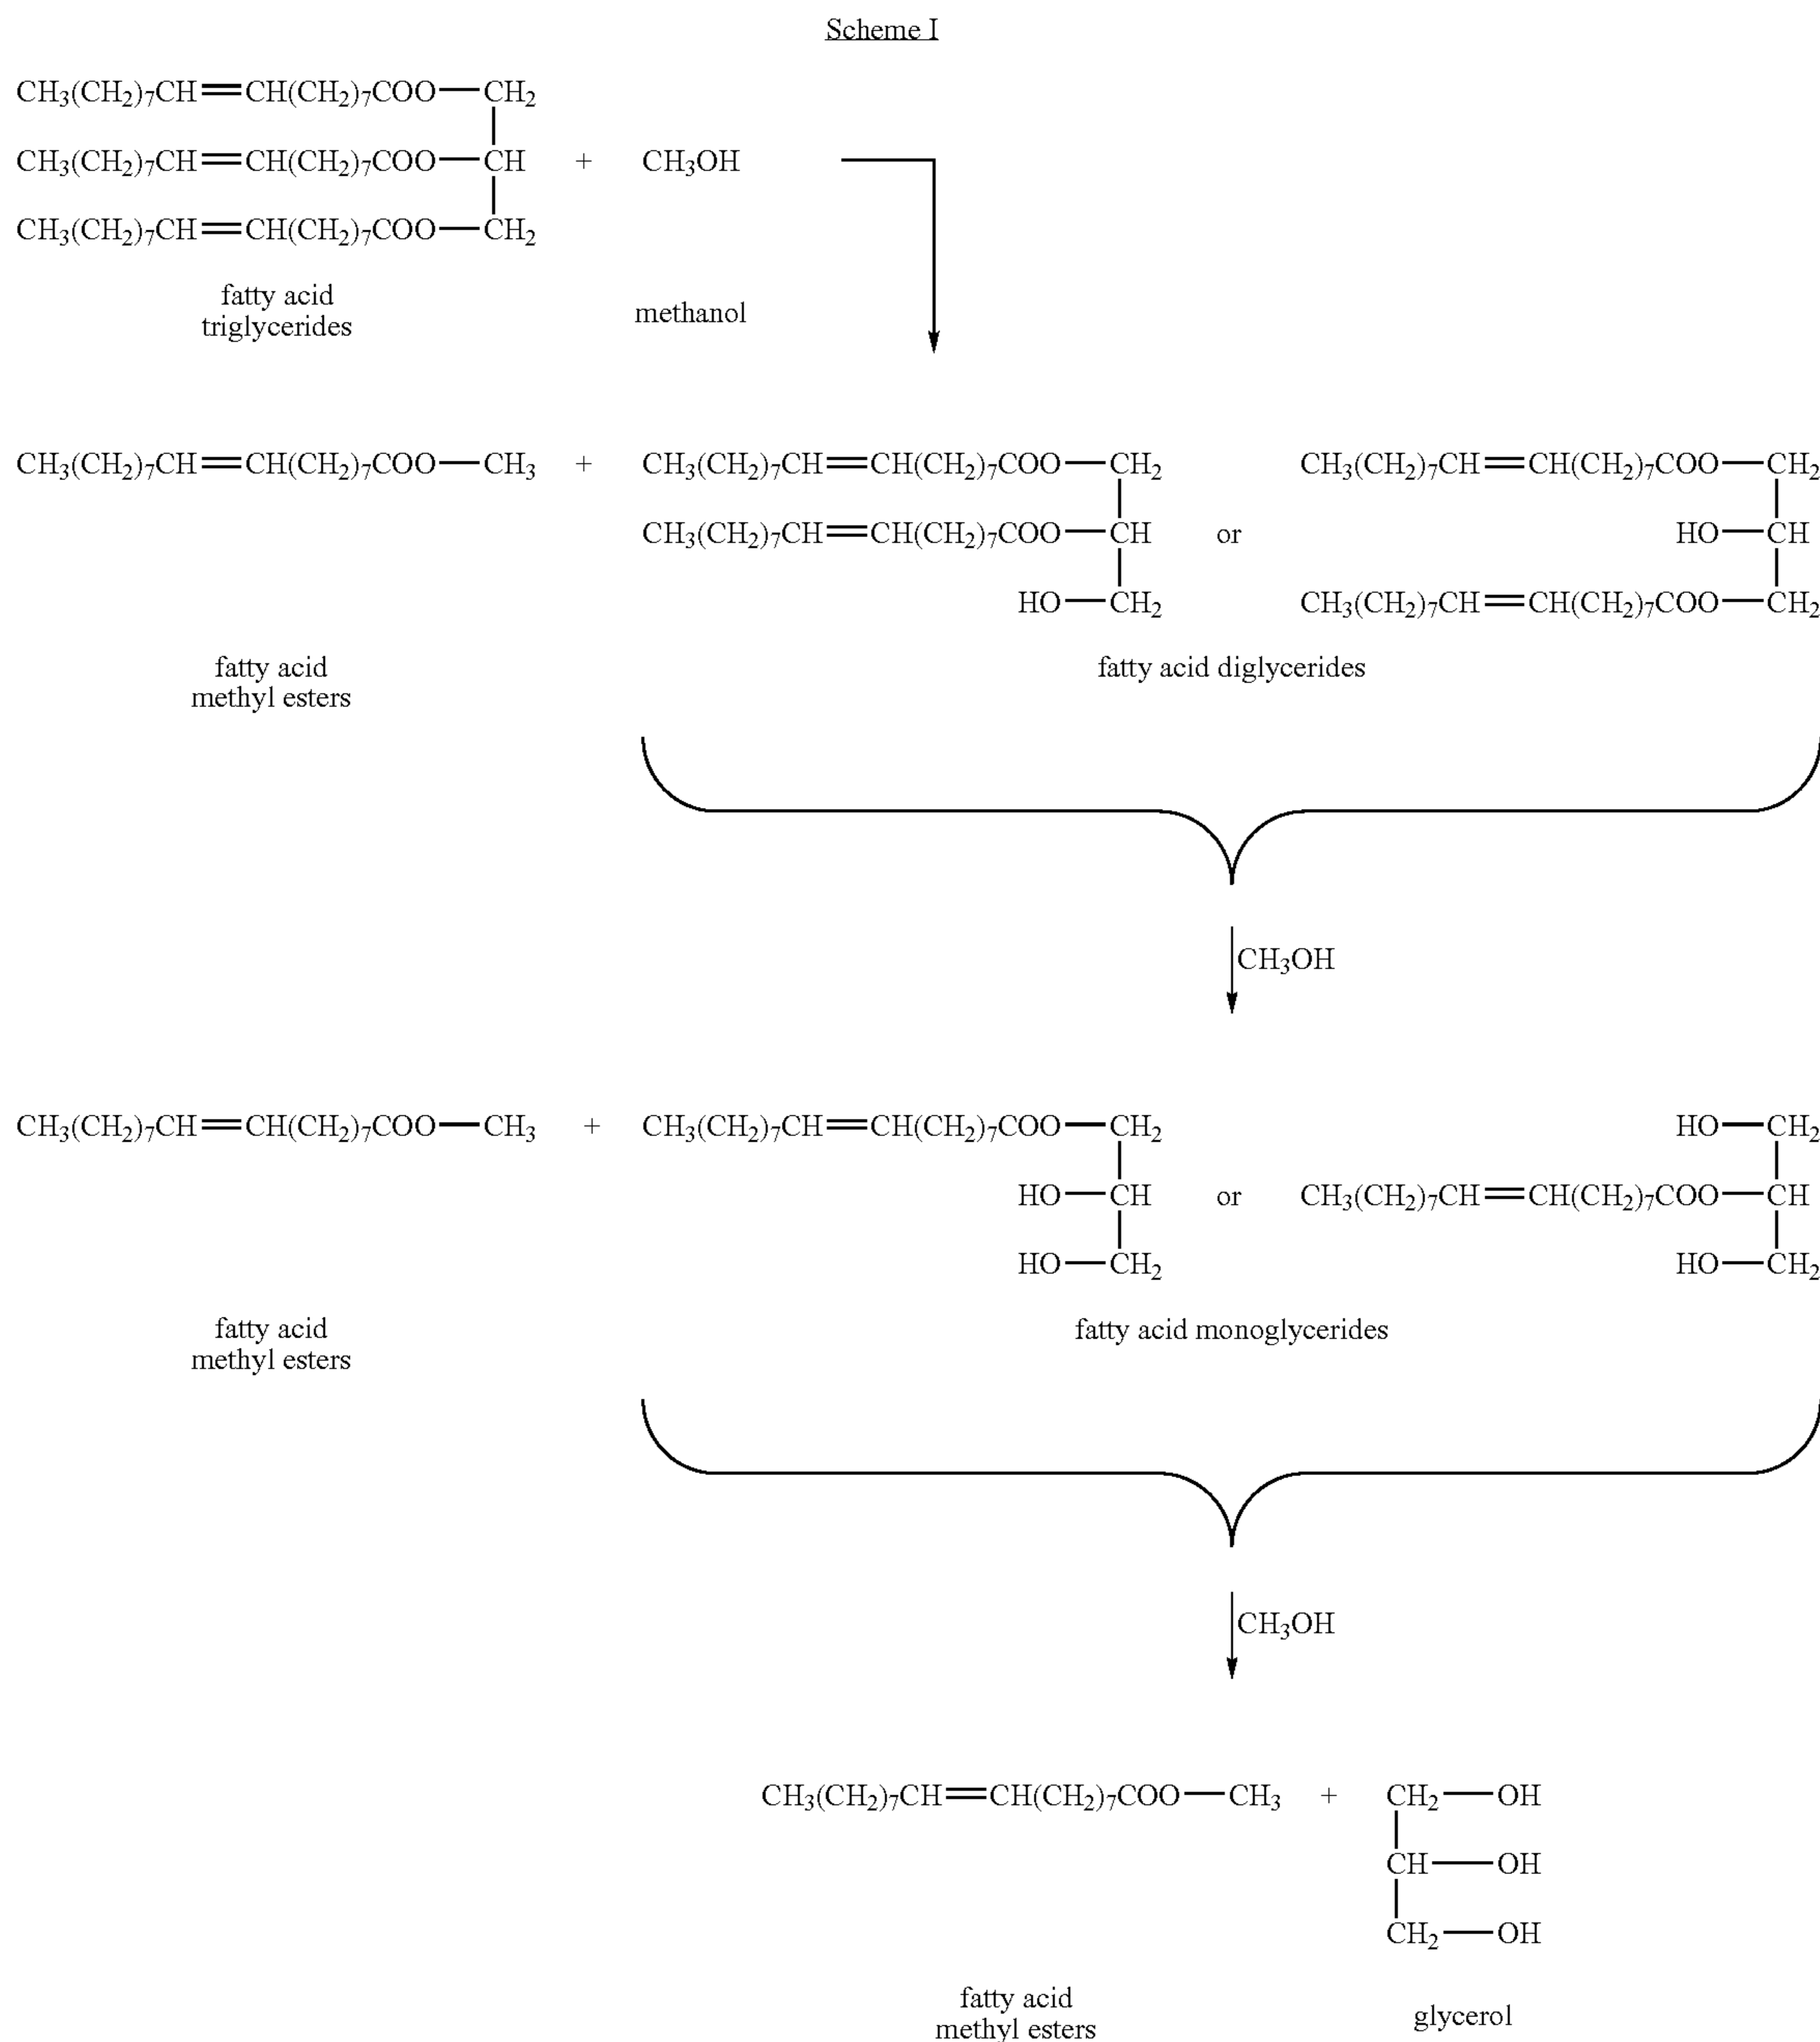 Scheme I
CH₃(CH₂)₇CH=CH(CH₂)₇COO—CH₂
CH₃(CH₂)₇CH=CH(CH₂)₇COO—CH + CH₃OH
CH₃(CH₂)₇CH=CH(CH₂)₇COO—CH₂
fatty acid
triglycerides
methanol
CH₃(CH₂)₇CH=CH(CH₂)₇COO—CH₃ + CH₃(CH₂)₇CH=CH(CH₂)₇COO—CH₂ CH₃(CH₂)₇CH=CH(CH₂)₇COO—CH₂
CH₃(CH₂)₇CH=CH(CH₂)₇COO—CH or HO—CH
HO—CH₂ CH₃(CH₂)₇CH=CH(CH₂)₇COO—CH₂
fatty acid
methyl esters
fatty acid diglycerides
CH₃OH
CH₃(CH₂)₇CH=CH(CH₂)₇COO—CH₃ + CH₃(CH₂)₇CH=CH(CH₂)₇COO—CH₂ HO—CH₂
HO—CH or CH₃(CH₂)₇CH=CH(CH₂)₇COO—CH
HO—CH₂ HO—CH₂
fatty acid
methyl esters
fatty acid monoglycerides
CH₃OH
CH₃(CH₂)₇CH=CH(CH₂)₇COO—CH₃ + CH₂—OH
CH—OH
CH₂—OH
fatty acid
methyl esters
glycerol